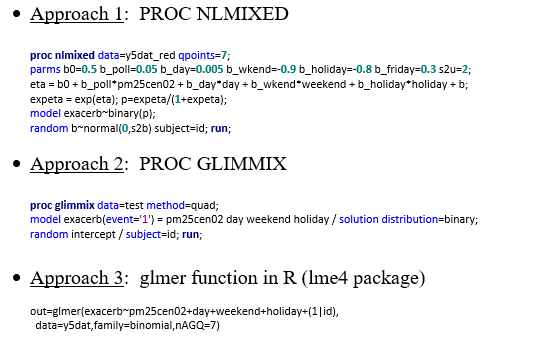 • Approach 1: PROC NLMIXED
proc nlmixed data=y5dat_red qpoints=7;
parms b0=0.5 b_poll=0.05 b_day=0.005 b_wkend=-0.9 b_holiday=-0.8 b_friday=0.3 s2u=2;
eta = b0 + b_poll*pm25cen02 + b_day*day + b_wkend*weekend + b_holiday*holiday + b;
expeta = exp(eta); p=expeta/(1+expeta);
model exacerb~binary(p);
random b~normal(0,s2b) subject=id; run;
• Approach 2: PROC GLIMMIX
proc glimmix data=test method=quad;
model exacerb(event='1') = pm25cen02 day weekend holiday / solution distribution=binary;
random intercept / subject=id; run;
• Approach 3: glmer function in R (lme4 package)
out=glmer(exacerb~pm25cen02+day+weekend+holiday+(1|id),
data=y5dat,family=binomial,nAGQ=7)